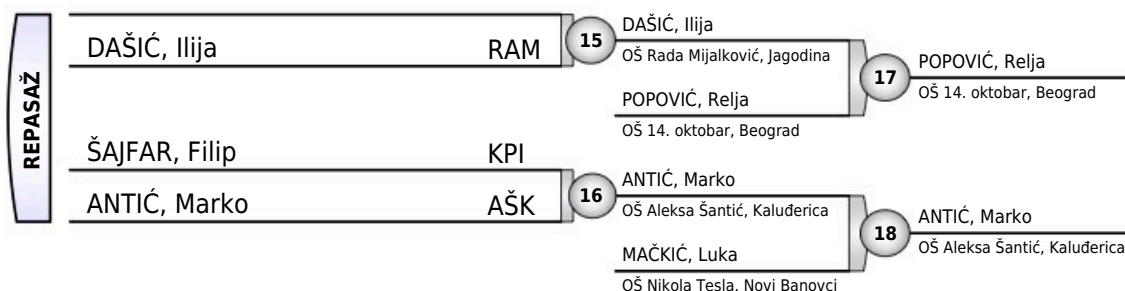 REPASAŽ
DAŠIĆ, Ilija RAM
ŠAJFAR, Filip KPI
ANTIĆ, Marko AŠK
15
DAŠIĆ, Ilija
OŠ Rada Mijalković, Jagodina
POPOVIĆ, Relja
OŠ 14. oktobar, Beograd
16
ANTIĆ, Marko
OŠ Aleksa Šantić, Kaluđerica
MAČKIĆ, Luka
OŠ Nikola Tesla, Novi Banovci
17
POPOVIĆ, Relja
OŠ 14. oktobar, Beograd
18
ANTIĆ, Marko
OŠ Aleksa Šantić, Kaluđerica